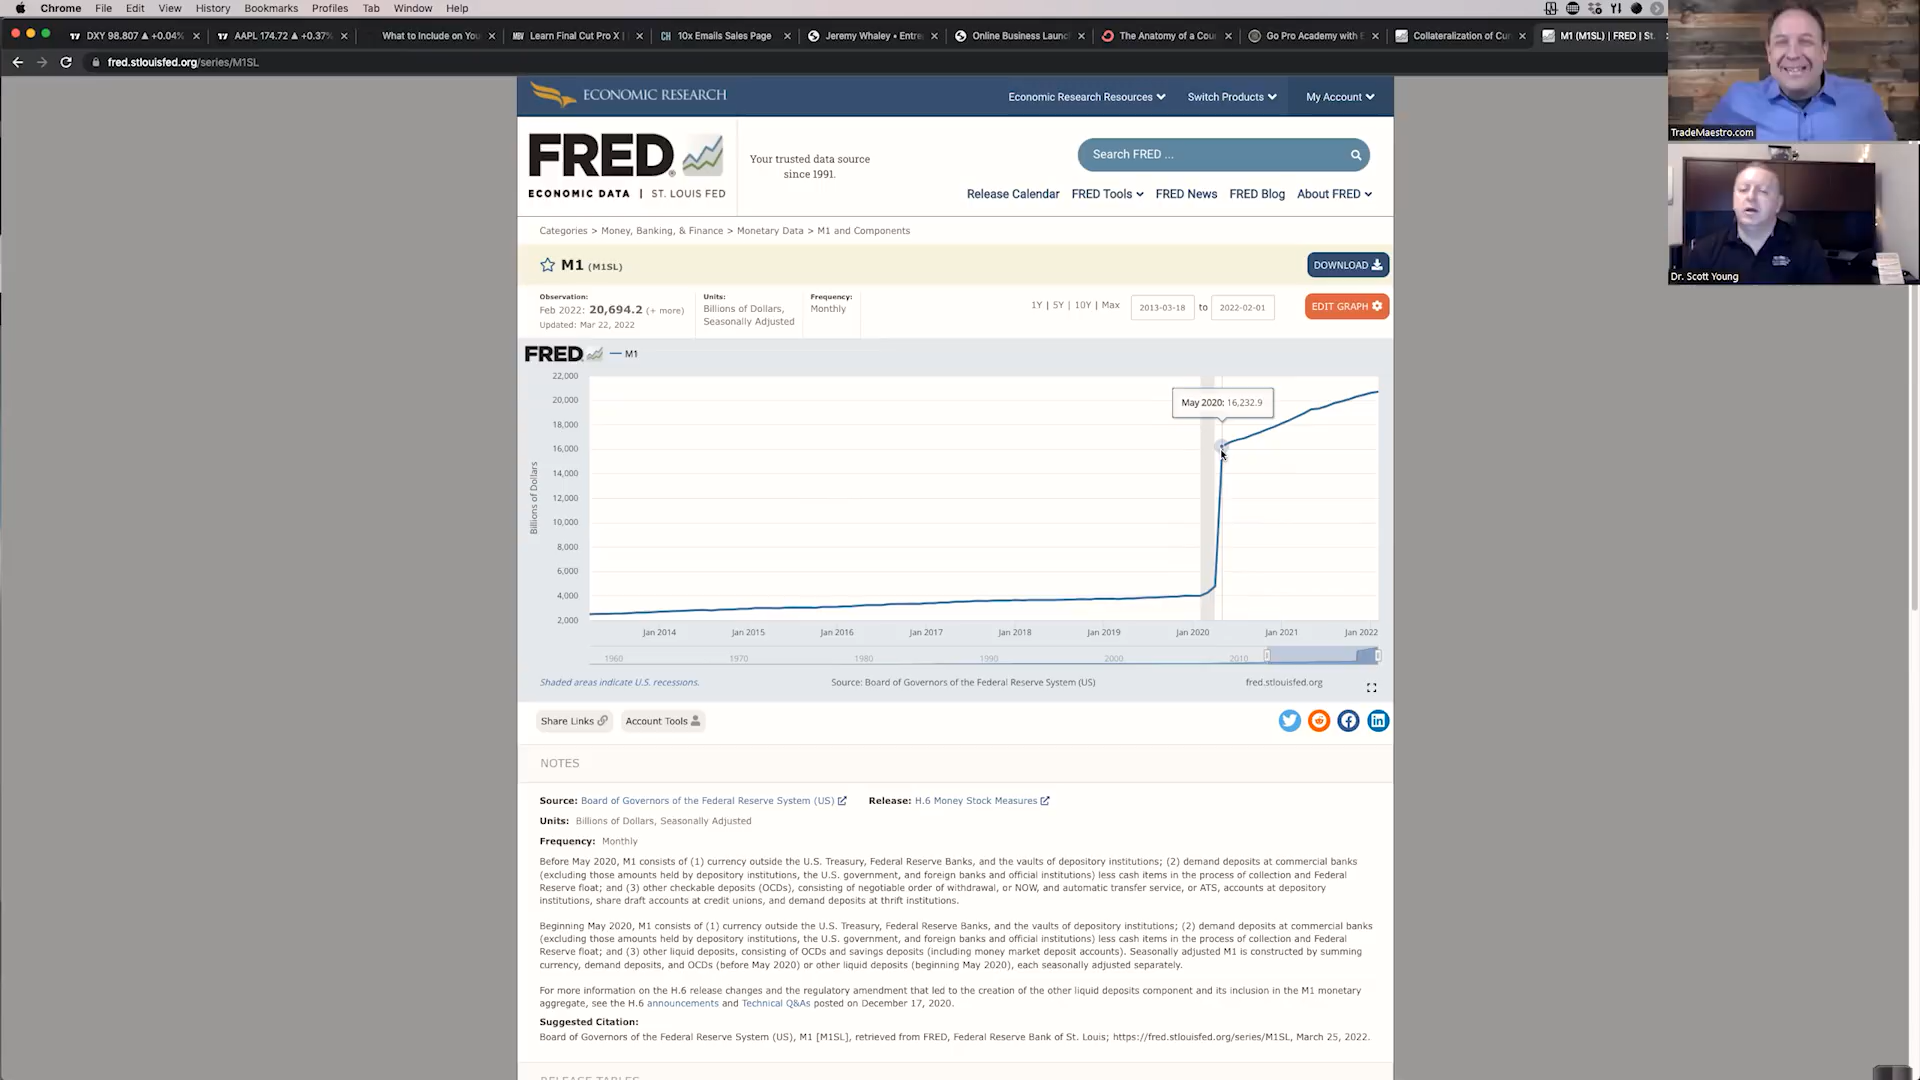 Chrome File Edit View History Bookmarks Profiles Tab Window Help
DXY 98.807 ▲ +0.04% AAPL 174.72 ▲ +0.37% What to Include on You Learn Final Cut Pro X | 10x Emails Sales Page Jeremy Whaley • Entre Online Business Launc The Anatomy of a Cou Go Pro Academy with E Collateralization of Cur M1 (M1SL) | FRED | St.
fred.stlouisfed.org/series/M1SL
TradeMaestro.com
Dr. Scott Young
ECONOMIC RESEARCH
Economic Research Resources Switch Products My Account
FRED
ECONOMIC DATA | ST. LOUIS FED
Your trusted data source
since 1991.
Search FRED ...
Release Calendar FRED Tools FRED News FRED Blog About FRED
Categories > Money, Banking, & Finance > Monetary Data > M1 and Components
M1 (M1SL)
DOWNLOAD
Observation:
Feb 2022: 20,694.2 (+ more)
Updated: Mar 22, 2022
Units:
Billions of Dollars,
Seasonally Adjusted
Frequency:
Monthly
1Y | 5Y | 10Y | Max
2013-03-18 to 2022-02-01
EDIT GRAPH
FRED — M1
May 2020: 16,232.9
Billions of Dollars
22,000
20,000
18,000
16,000
14,000
12,000
10,000
8,000
6,000
4,000
2,000
Jan 2014 Jan 2015 Jan 2016 Jan 2017 Jan 2018 Jan 2019 Jan 2020 Jan 2021 Jan 2022
1960 1970 1980 1990 2000 2010
Shaded areas indicate U.S. recessions.
Source: Board of Governors of the Federal Reserve System (US)
fred.stlouisfed.org
Share Links Account Tools
NOTES
Source: Board of Governors of the Federal Reserve System (US) Release: H.6 Money Stock Measures
Units: Billions of Dollars, Seasonally Adjusted
Frequency: Monthly
Before May 2020, M1 consists of (1) currency outside the U.S. Treasury, Federal Reserve Banks, and the vaults of depository institutions; (2) demand deposits at commercial banks
(excluding those amounts held by depository institutions, the U.S. government, and foreign banks and official institutions) less cash items in the process of collection and Federal
Reserve float; and (3) other checkable deposits (OCDs), consisting of negotiable order of withdrawal, or NOW, and automatic transfer service, or ATS, accounts at depository
institutions, share draft accounts at credit unions, and demand deposits at thrift institutions.
Beginning May 2020, M1 consists of (1) currency outside the U.S. Treasury, Federal Reserve Banks, and the vaults of depository institutions; (2) demand deposits at commercial banks
(excluding those amounts held by depository institutions, the U.S. government, and foreign banks and official institutions) less cash items in the process of collection and Federal
Reserve float; and (3) other liquid deposits, consisting of OCDs and savings deposits (including money market deposit accounts). Seasonally adjusted M1 is constructed by summing
currency, demand deposits, and OCDs (before May 2020) or other liquid deposits (beginning May 2020), each seasonally adjusted separately.
For more information on the H.6 release changes and the regulatory amendment that led to the creation of the other liquid deposits component and its inclusion in the M1 monetary
aggregate, see the H.6 announcements and Technical Q&As posted on December 17, 2020.
Suggested Citation:
Board of Governors of the Federal Reserve System (US), M1 [M1SL], retrieved from FRED, Federal Reserve Bank of St. Louis; https://fred.stlouisfed.org/series/M1SL, March 25, 2022.
RELEASE TABLES